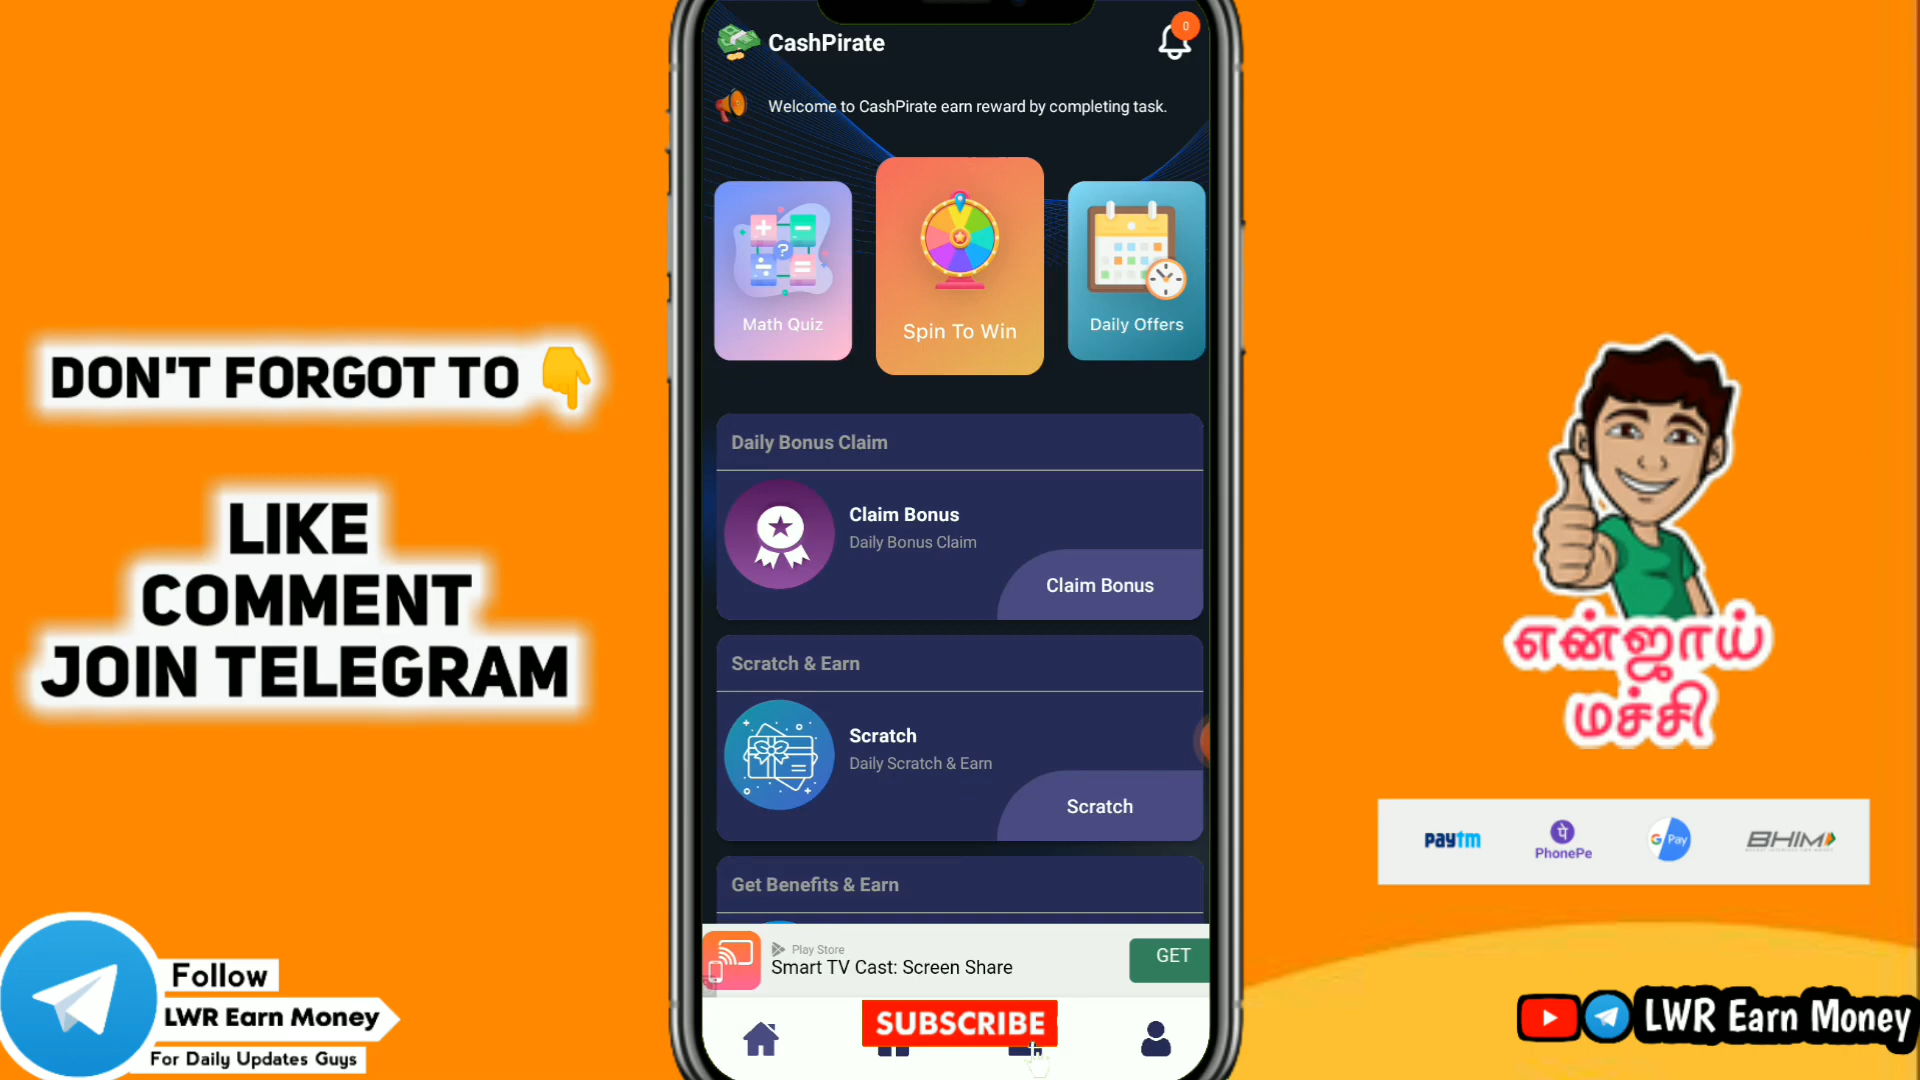 CashPirate
0
Welcome to CashPirate earn reward by completing task.
Math Quiz
Spin To Win
Daily Offers
Daily Bonus Claim
Claim Bonus
Daily Bonus Claim
Claim Bonus
Scratch & Earn
Scratch
Daily Scratch & Earn
Scratch
Get Benefits & Earn
Play Store
Smart TV Cast: Screen Share
GET
SUBSCRIBE
DON'T FORGOT TO 👇
LIKE
COMMENT
JOIN TELEGRAM
Follow
LWR Earn Money
For Daily Updates Guys
என்ஜாய்
மச்சி
paytm
पे
PhonePe
G Pay
BHIM
LWR Earn Money